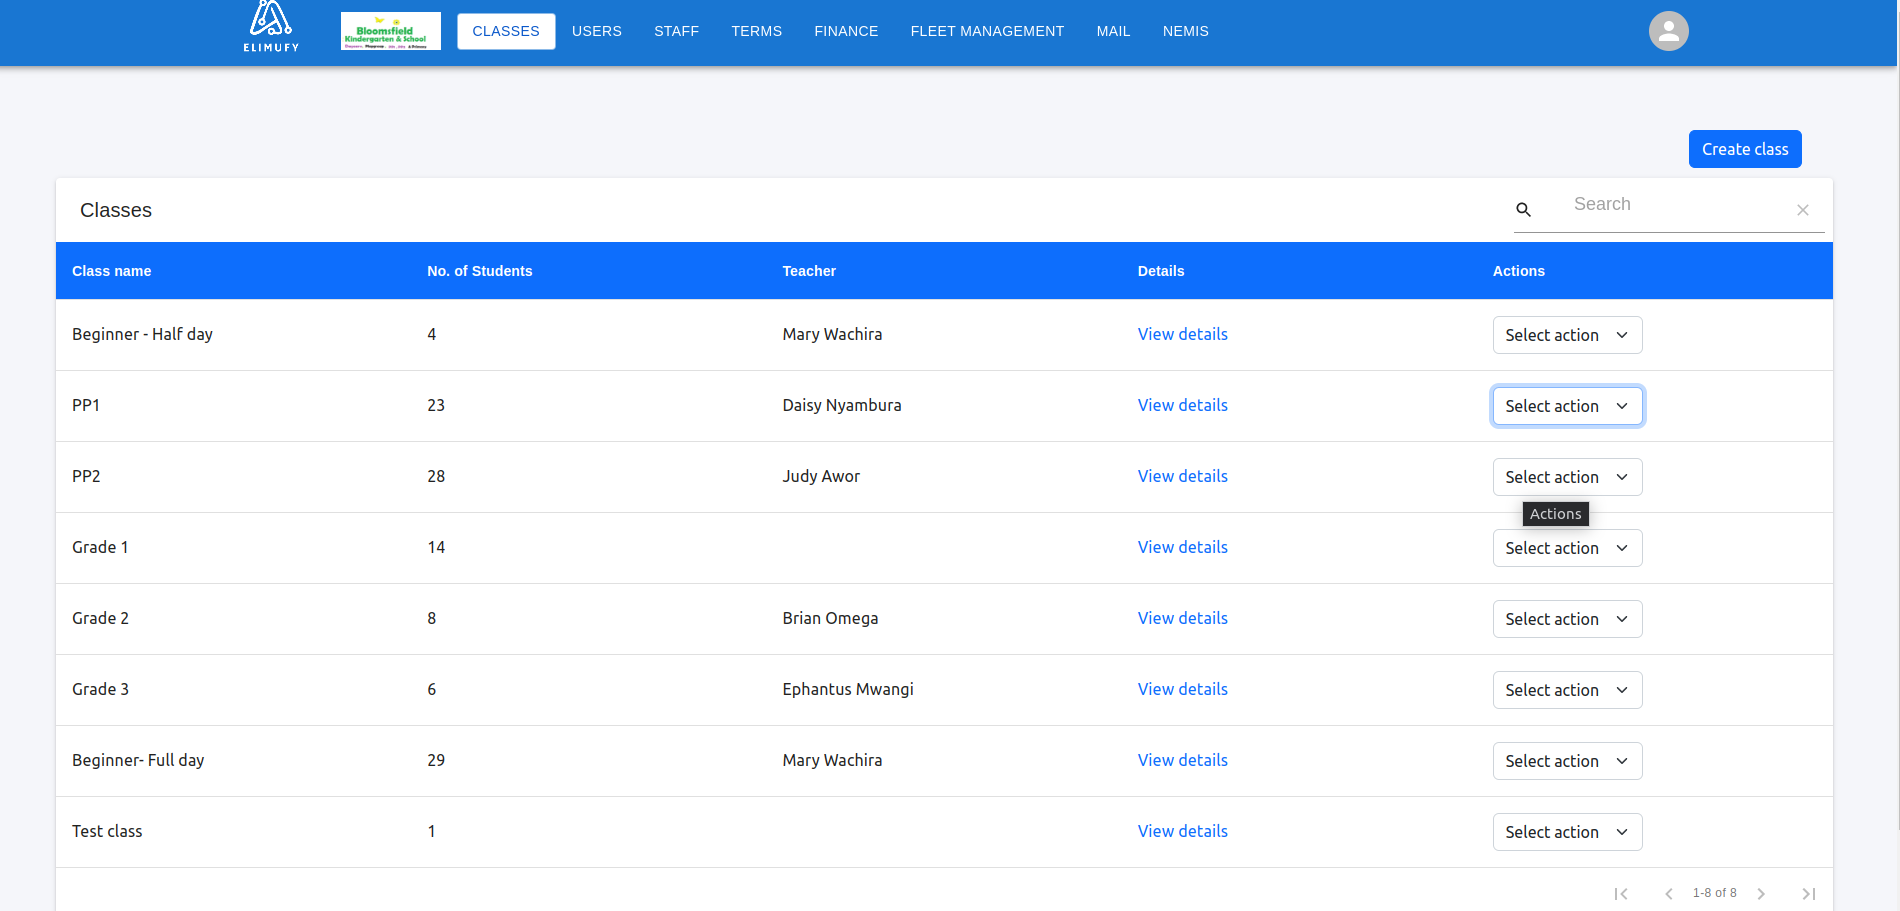 ELIMUFY
Bloomsfield
Kindergarten & School
CLASSES USERS STAFF TERMS FINANCE FLEET MANAGEMENT MAIL NEMIS
Create class
Classes Search
Class name No. of Students Teacher Details Actions
Beginner - Half day 4 Mary Wachira View details Select action
PP1 23 Daisy Nyambura View details Select action
PP2 28 Judy Awor View details Select action
Actions
Grade 1 14 View details Select action
Grade 2 8 Brian Omega View details Select action
Grade 3 6 Ephantus Mwangi View details Select action
Beginner- Full day 29 Mary Wachira View details Select action
Test class 1 View details Select action
1-8 of 8